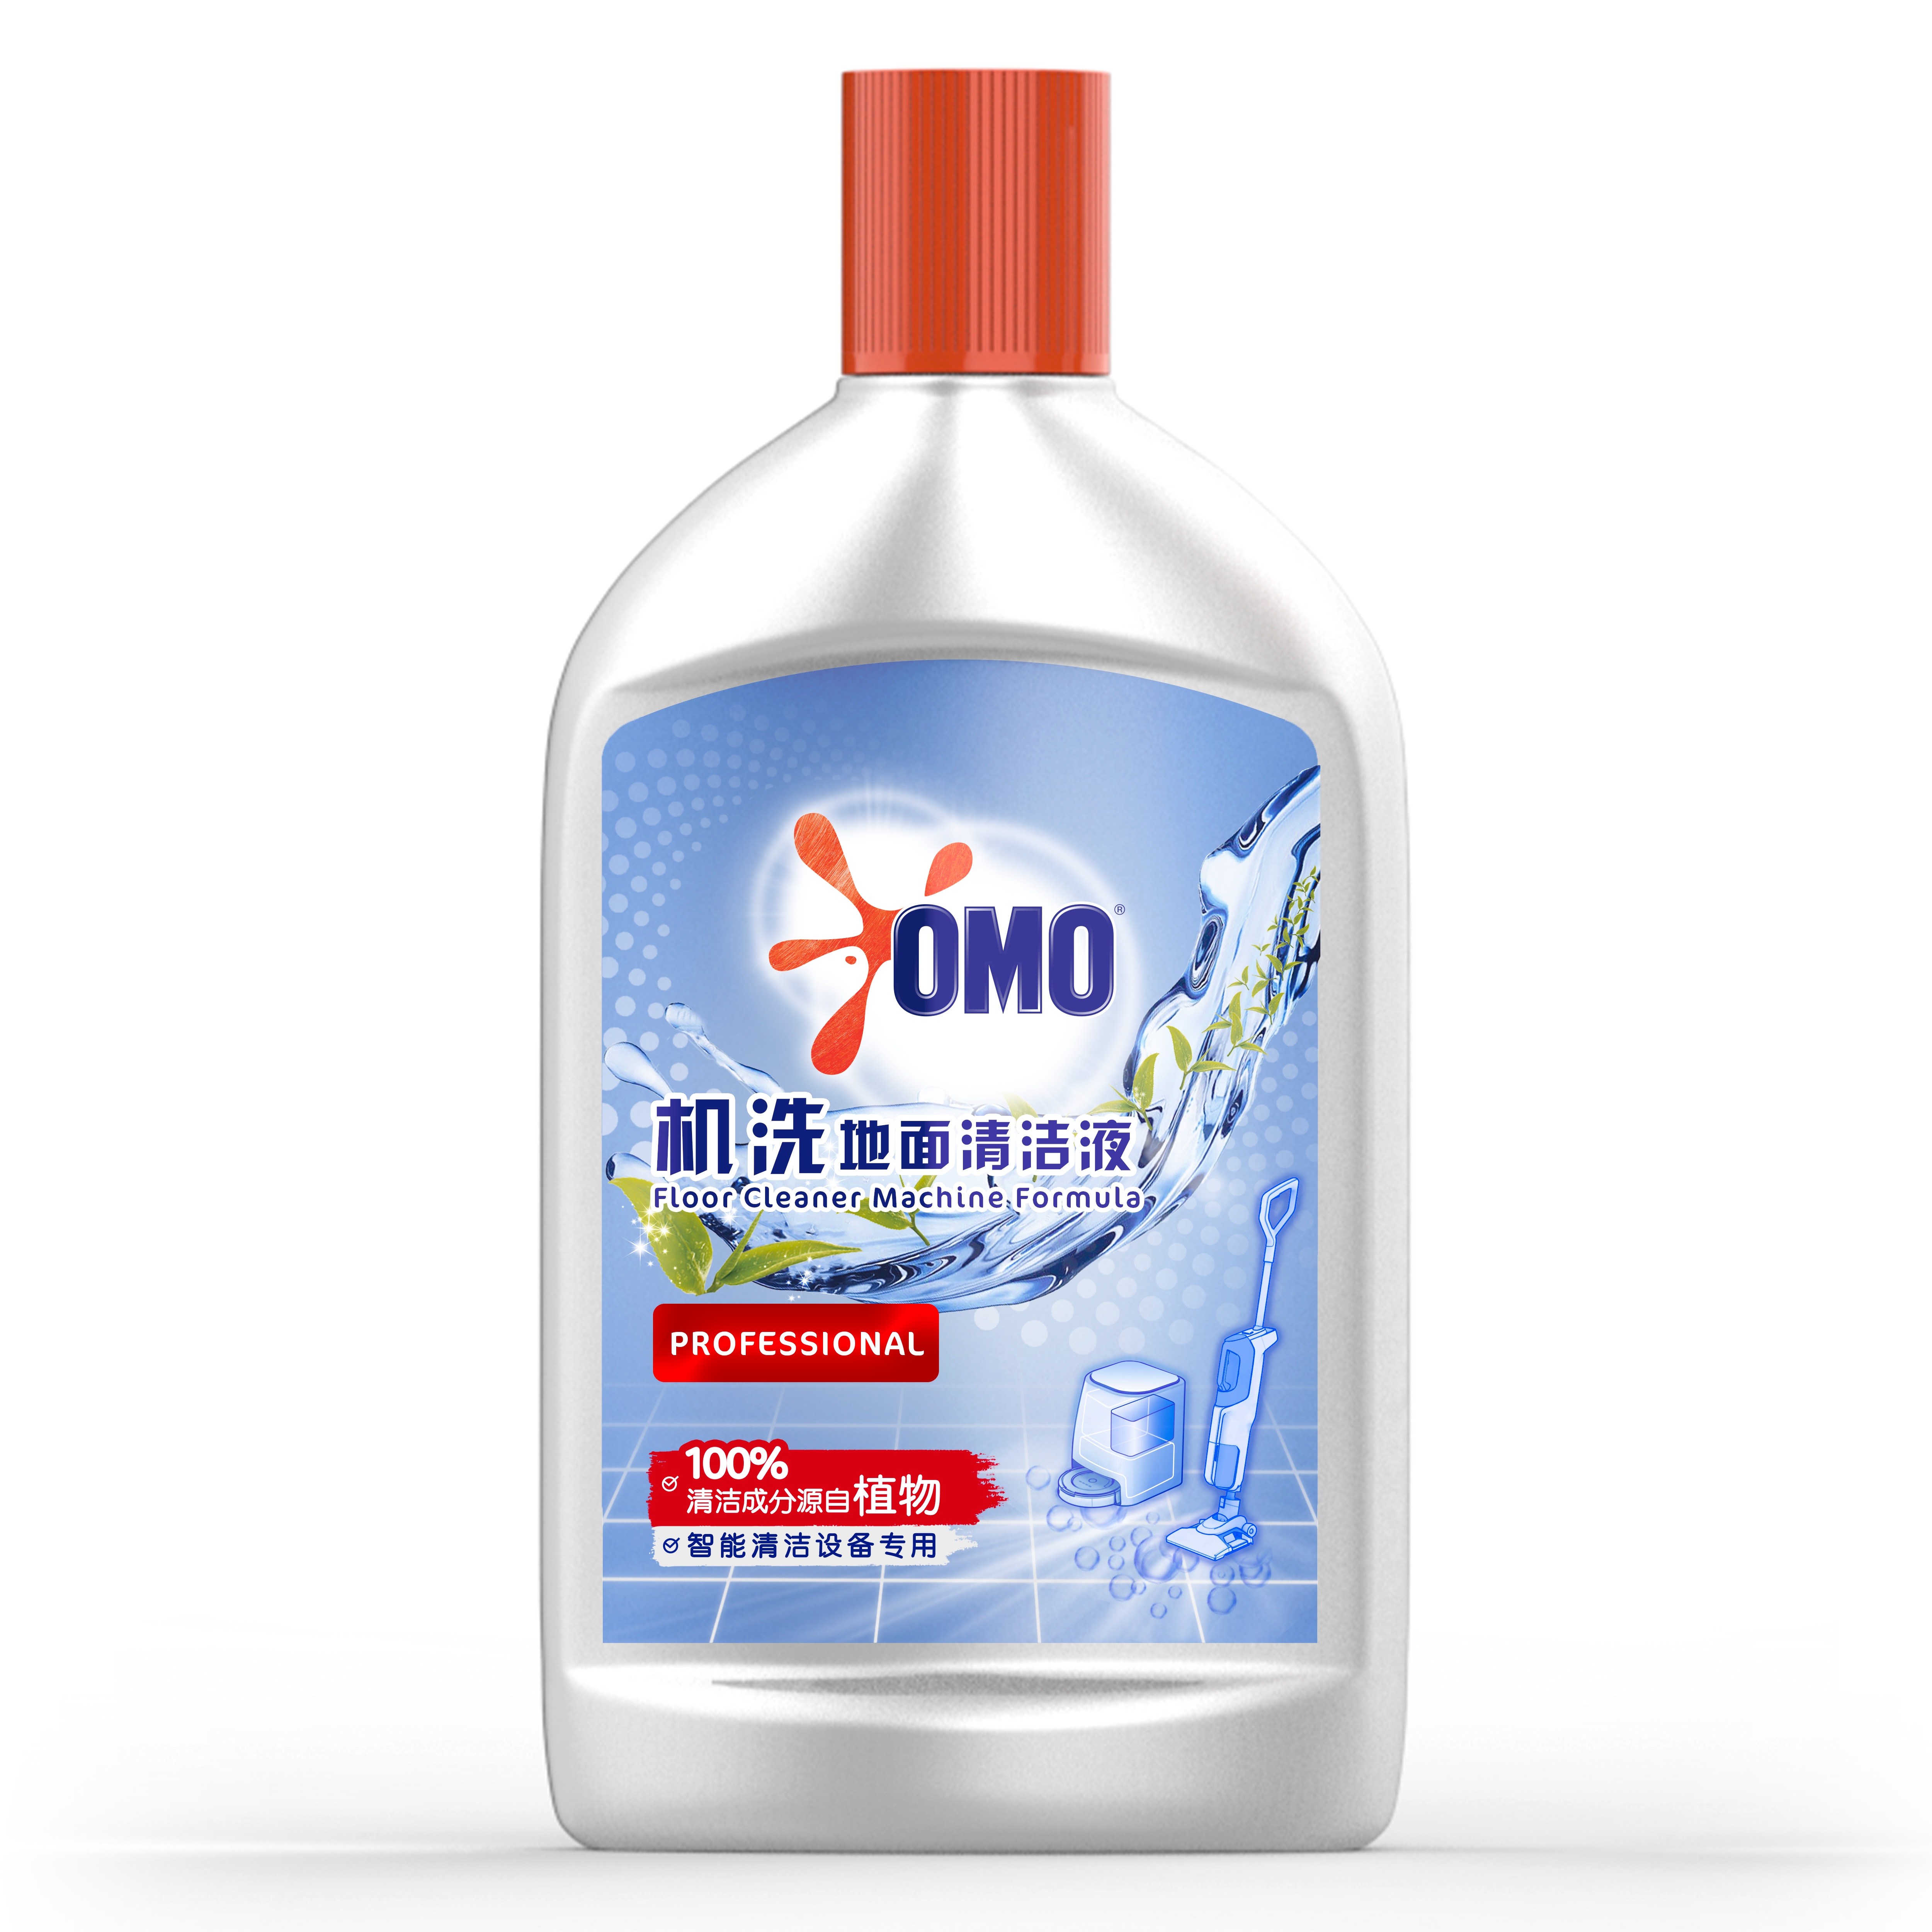 OMO®
机洗地面清洁液
Floor Cleaner Machine Formula
PROFESSIONAL
100%
清洁成分源自植物
智能清洁设备专用